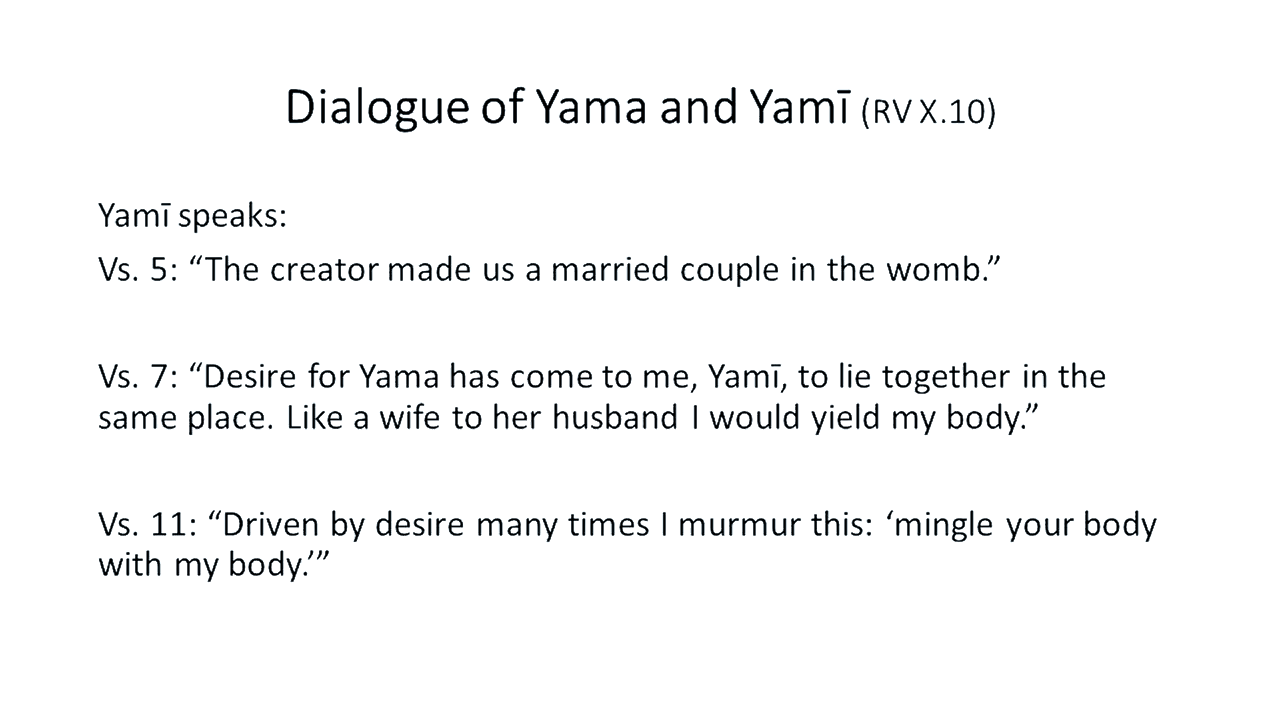 Dialogue of Yama and Yamī (RV X.10)
Yamī speaks:
Vs. 5: “The creator made us a married couple in the womb.”
Vs. 7: “Desire for Yama has come to me, Yamī, to lie together in the
same place. Like a wife to her husband I would yield my body.”
Vs. 11: “Driven by desire many times I murmur this: ‘mingle your body
with my body.’”